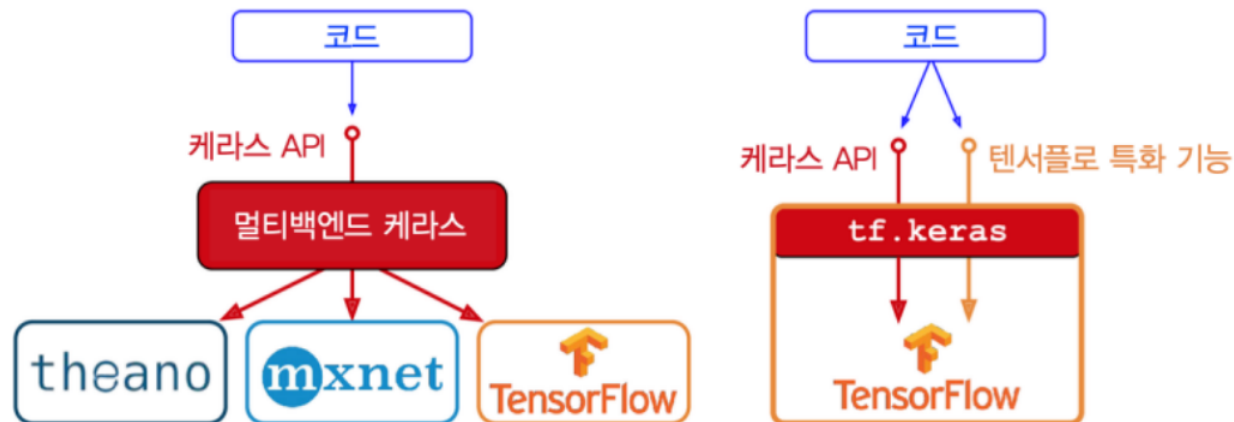 코드
케라스 API
멀티백엔드 케라스
theano
mxnet
TensorFlow
코드
케라스 API
텐서플로 특화 기능
tf.keras
TensorFlow